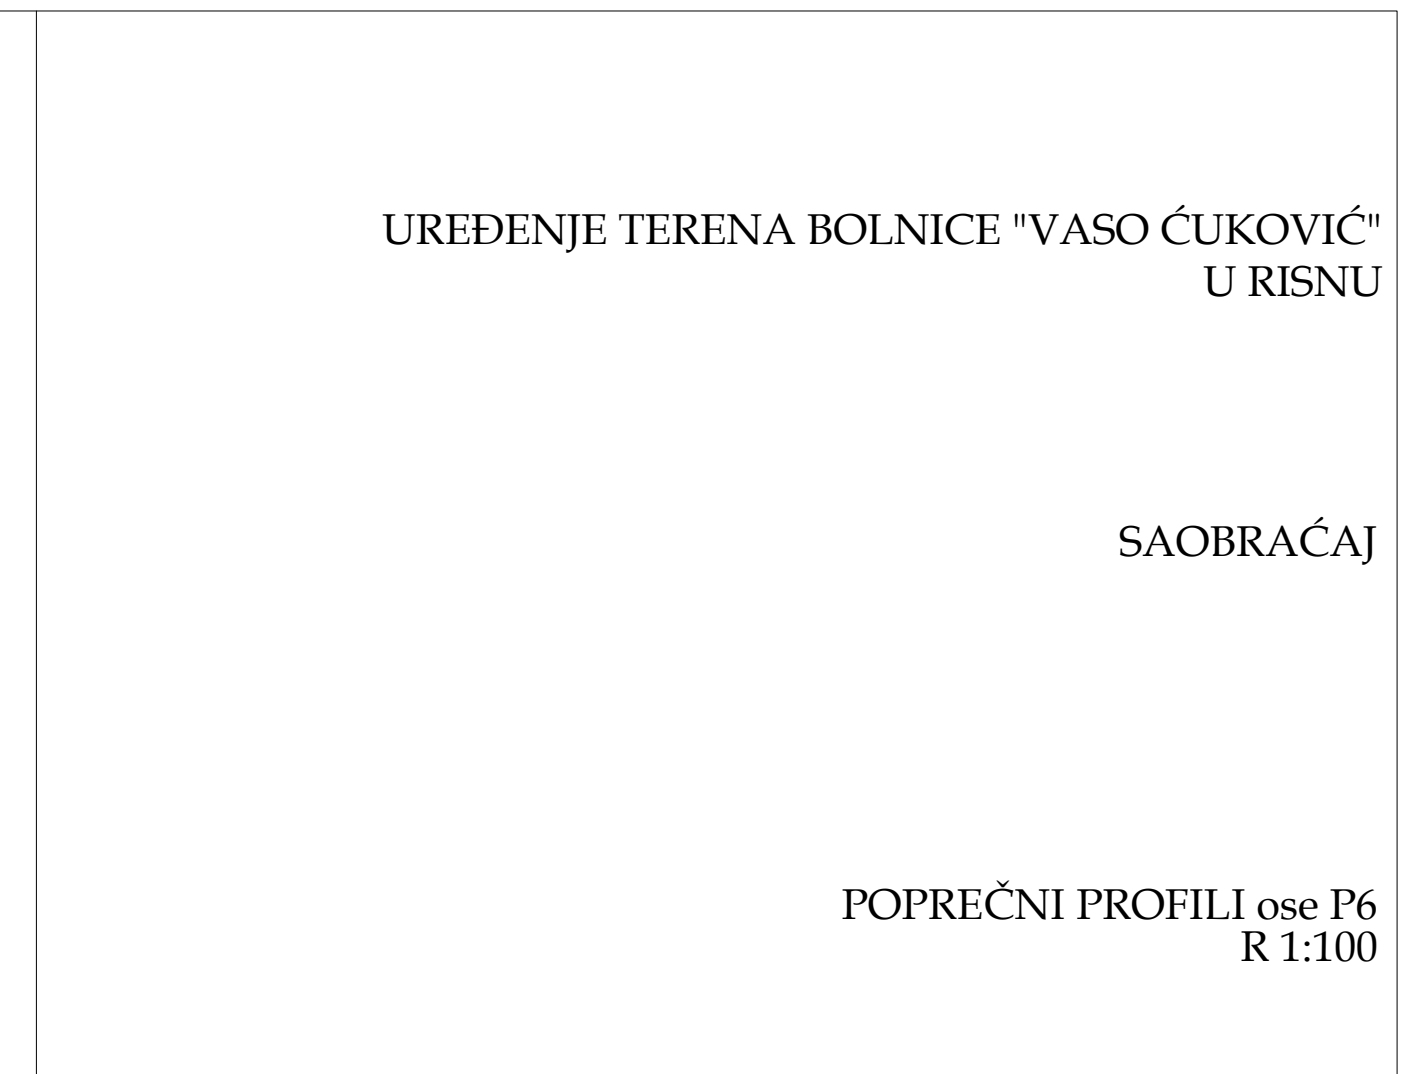 UREĐENJE TERENA BOLNICE "VASO ĆUKOVIĆ"
U RISNU
SAOBRAĆAJ
POPREČNI PROFILI ose P6
R 1:100